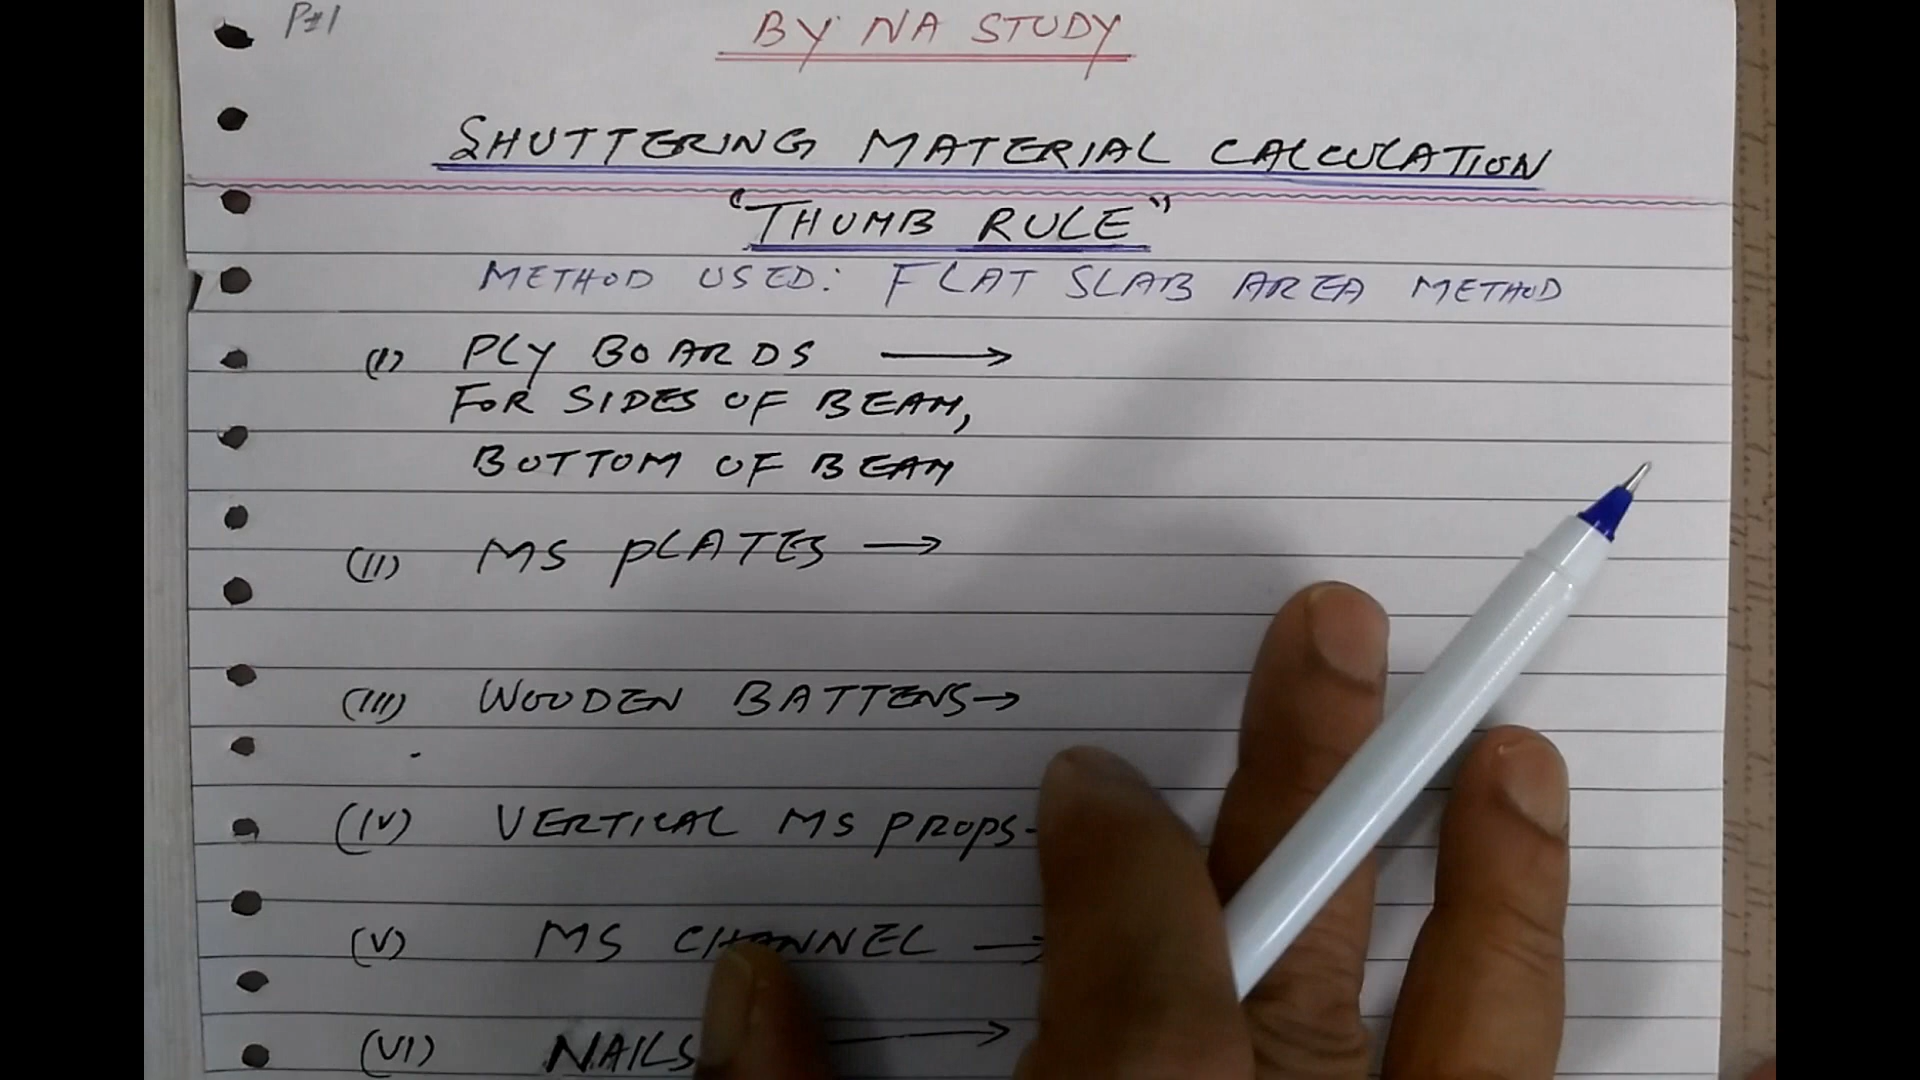 P#1
BY NA STUDY
SHUTTERING MATERIAL CALCULATION
"THUMB RULE"
METHOD USED: FLAT SLAB AREA METHOD
(I) PLY BOARDS →
FOR SIDES OF BEAM,
BOTTOM OF BEAM
(II) MS PLATES →
(III) WOODEN BATTENS →
(IV) VERTICAL MS PROPS-
(V) MS CHANNEL →
(VI) NAILS →